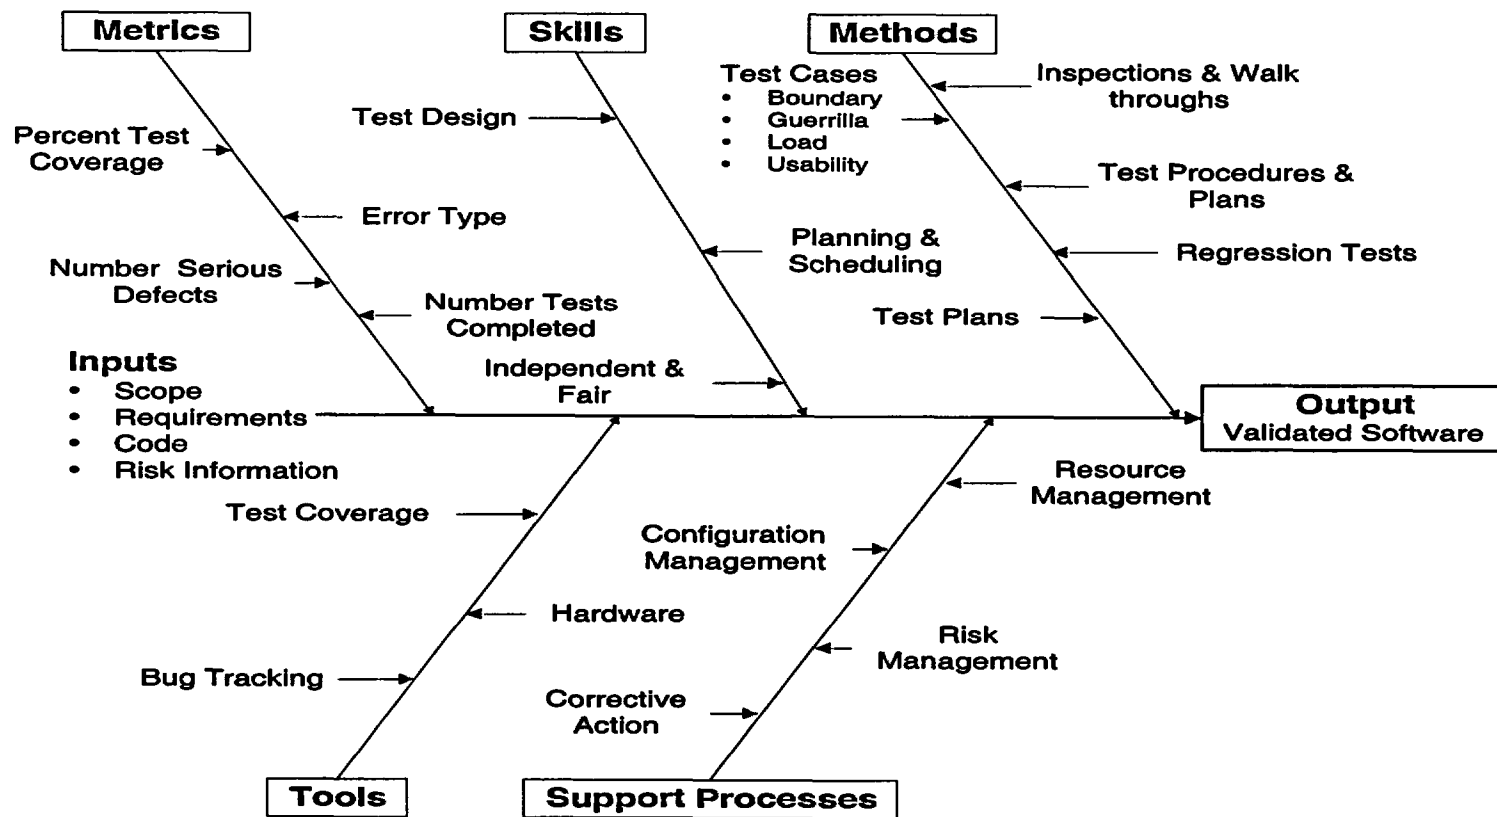 Metrics
Skills
Methods
Percent Test
Coverage
Error Type
Number Serious
Defects
Number Tests
Completed
Test Design
Planning &
Scheduling
Independent &
Fair
Test Cases
• Boundary
• Guerrilla
• Load
• Usability
Inspections & Walk
throughs
Test Procedures &
Plans
Regression Tests
Test Plans
Inputs
• Scope
• Requirements
• Code
• Risk Information
Output
Validated Software
Test Coverage
Hardware
Bug Tracking
Resource
Management
Configuration
Management
Risk
Management
Corrective
Action
Tools
Support Processes